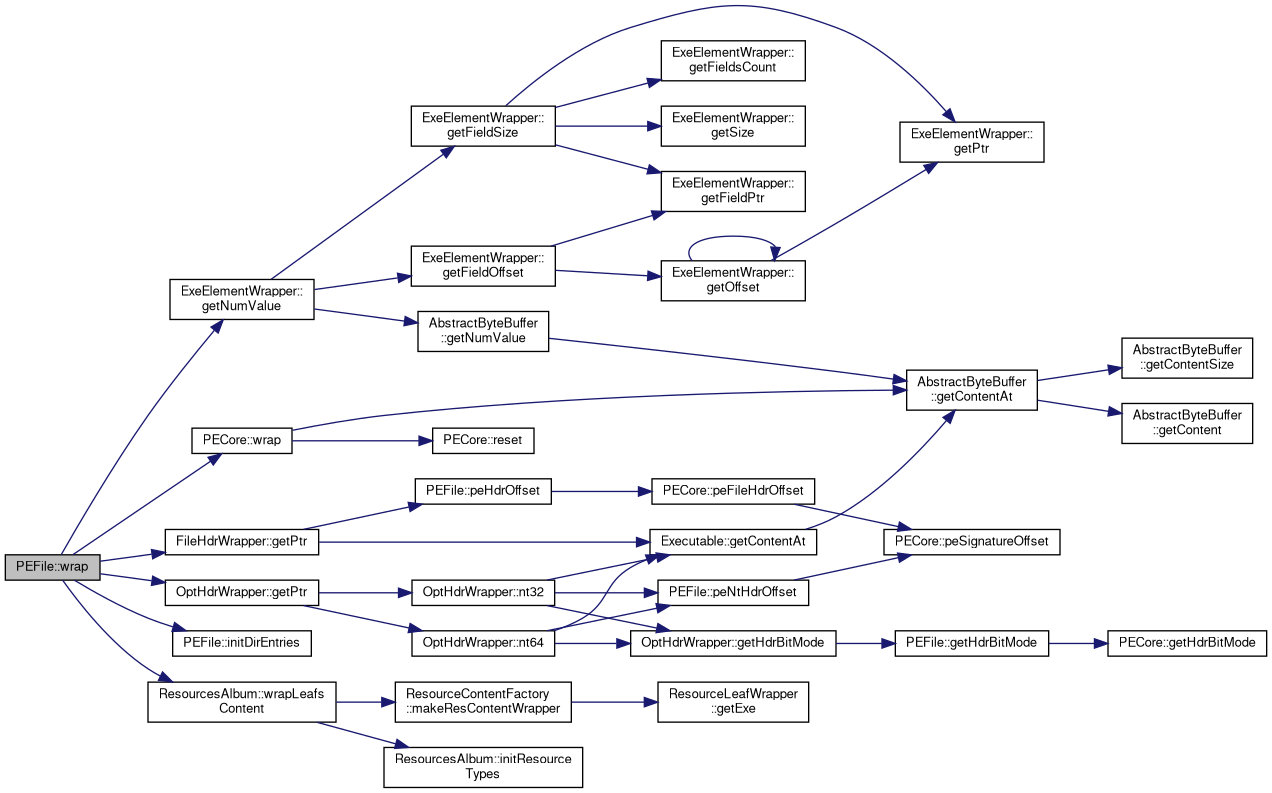 ExeElementWrapper::
getFieldsCount
ExeElementWrapper::
getFieldSize
ExeElementWrapper::
getSize
ExeElementWrapper::
getPtr
ExeElementWrapper::
getFieldPtr
ExeElementWrapper::
getFieldOffset
ExeElementWrapper::
getOffset
ExeElementWrapper::
getNumValue
AbstractByteBuffer
::getNumValue
AbstractByteBuffer
::getContentSize
AbstractByteBuffer
::getContentAt
AbstractByteBuffer
::getContent
PECore::wrap
PECore::reset
PEFile::peHdrOffset
PECore::peFileHdrOffset
FileHdrWrapper::getPtr
Executable::getContentAt
PECore::peSignatureOffset
PEFile::wrap
OptHdrWrapper::getPtr
OptHdrWrapper::nt32
PEFile::peNtHdrOffset
PEFile::initDirEntries
OptHdrWrapper::nt64
OptHdrWrapper::getHdrBitMode
PEFile::getHdrBitMode
PECore::getHdrBitMode
ResourcesAlbum::wrapLeafs
Content
ResourceContentFactory
::makeResContentWrapper
ResourceLeafWrapper
::getExe
ResourcesAlbum::initResource
Types